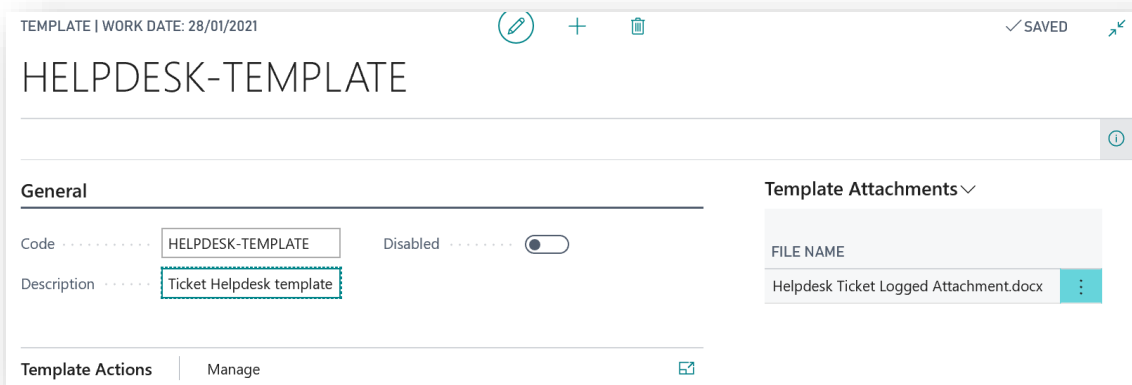 TEMPLATE | WORK DATE: 28/01/2021
SAVED
HELPDESK-TEMPLATE
General
Code
HELPDESK-TEMPLATE
Disabled
Description
Ticket Helpdesk template
Template Attachments
FILE NAME
Helpdesk Ticket Logged Attachment.docx
Template Actions
Manage